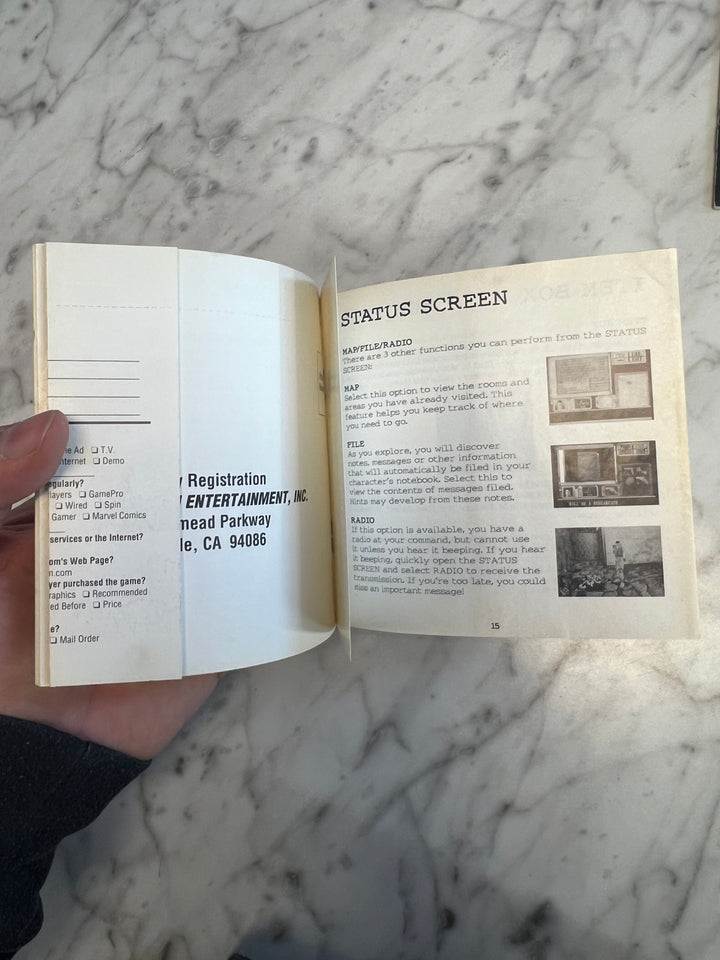 ne Ad ❏ T.V.
nternet ❏ Demo
egularly?
ayers ❏ GamePro
❏ Wired ❏ Spin
Gamer ❏ Marvel Comics
services or the Internet?
om's Web Page?
n.com
yer purchased the game?
raphics ❏ Recommended
ed Before ❏ Price
e?
❏ Mail Order
y Registration
ENTERTAINMENT, INC.
mead Parkway
le, CA 94086
STATUS SCREEN
MAP/FILE/RADIO
There are 3 other functions you can perform from the STATUS
SCREEN:
MAP
Select this option to view the rooms and
areas you have already visited. This
feature helps you keep track of where
you need to go.
FILE
As you explore, you will discover
notes, messages or other information
that will automatically be filed in your
character's notebook. Select this to
view the contents of messages filed.
Hints may develop from these notes.
RADIO
If this option is available, you have a
radio at your command, but cannot use
it unless you hear it beeping. If you hear
it beeping, quickly open the STATUS
SCREEN and select RADIO to receive the
transmission. If you're too late, you could
miss an important message!
15